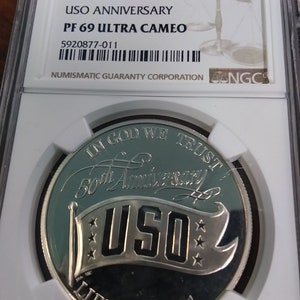 USO ANNIVERSARY
PF 69 ULTRA CAMEO
5920877-011
NUMISMATIC GUARANTY CORPORATION
NGC
IN GOD WE TRUST
50th Anniversary
USO